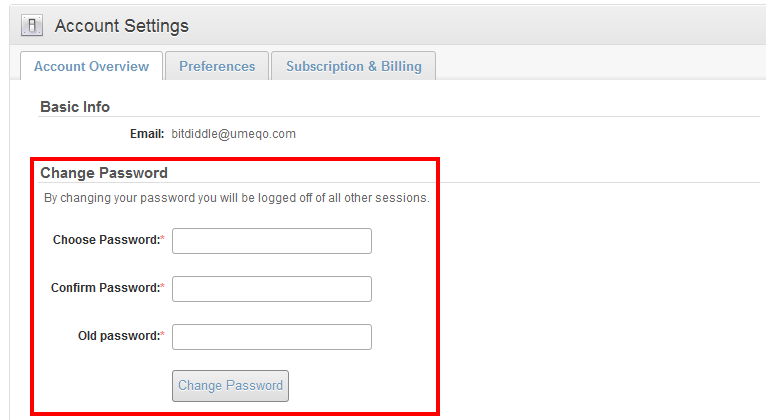 Account Settings
Account Overview Preferences Subscription & Billing
Basic Info
Email: bitdiddle@umeqo.com
Change Password
By changing your password you will be logged off of all other sessions.
Choose Password:*
Confirm Password:*
Old password:*
Change Password